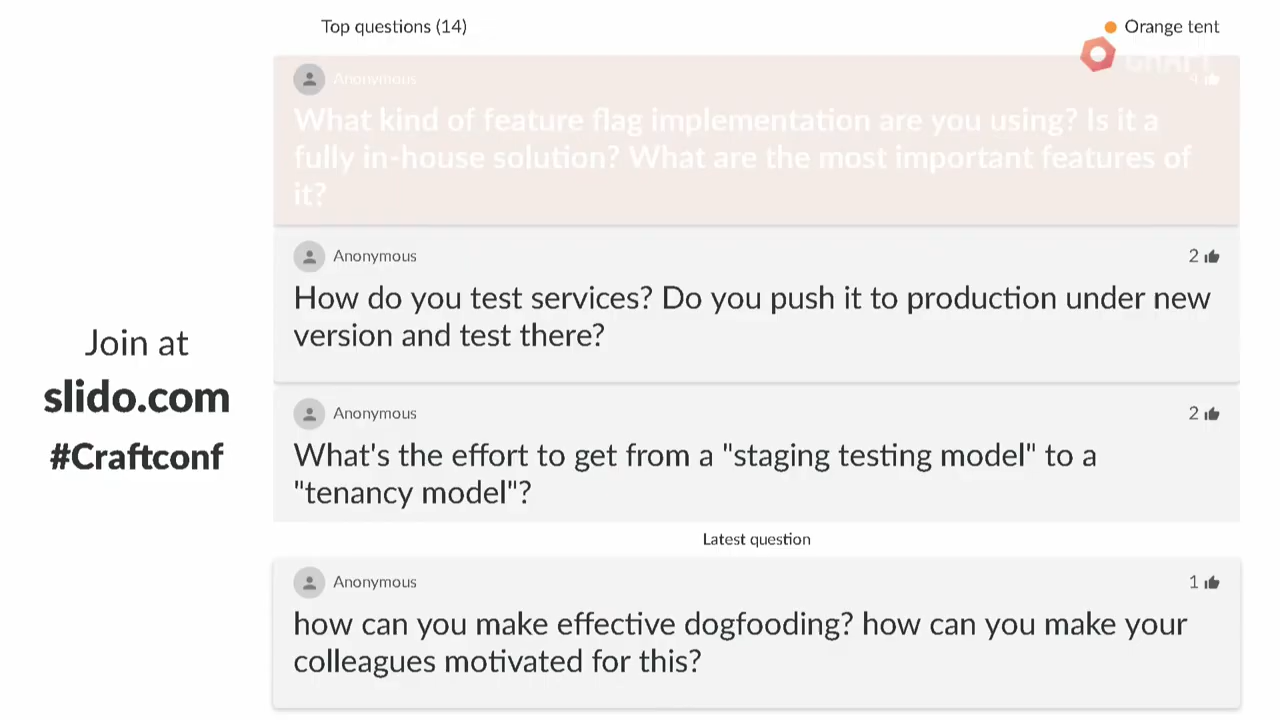 Top questions (14)
Orange tent
CRAFT
Anonymous
4
What kind of feature flag implementation are you using? Is it a
fully in-house solution? What are the most important features of
it?
Anonymous
2
How do you test services? Do you push it to production under new
version and test there?
Join at
slido.com
#Craftconf
Anonymous
2
What's the effort to get from a "staging testing model" to a
"tenancy model"?
Latest question
Anonymous
1
how can you make effective dogfooding? how can you make your
colleagues motivated for this?